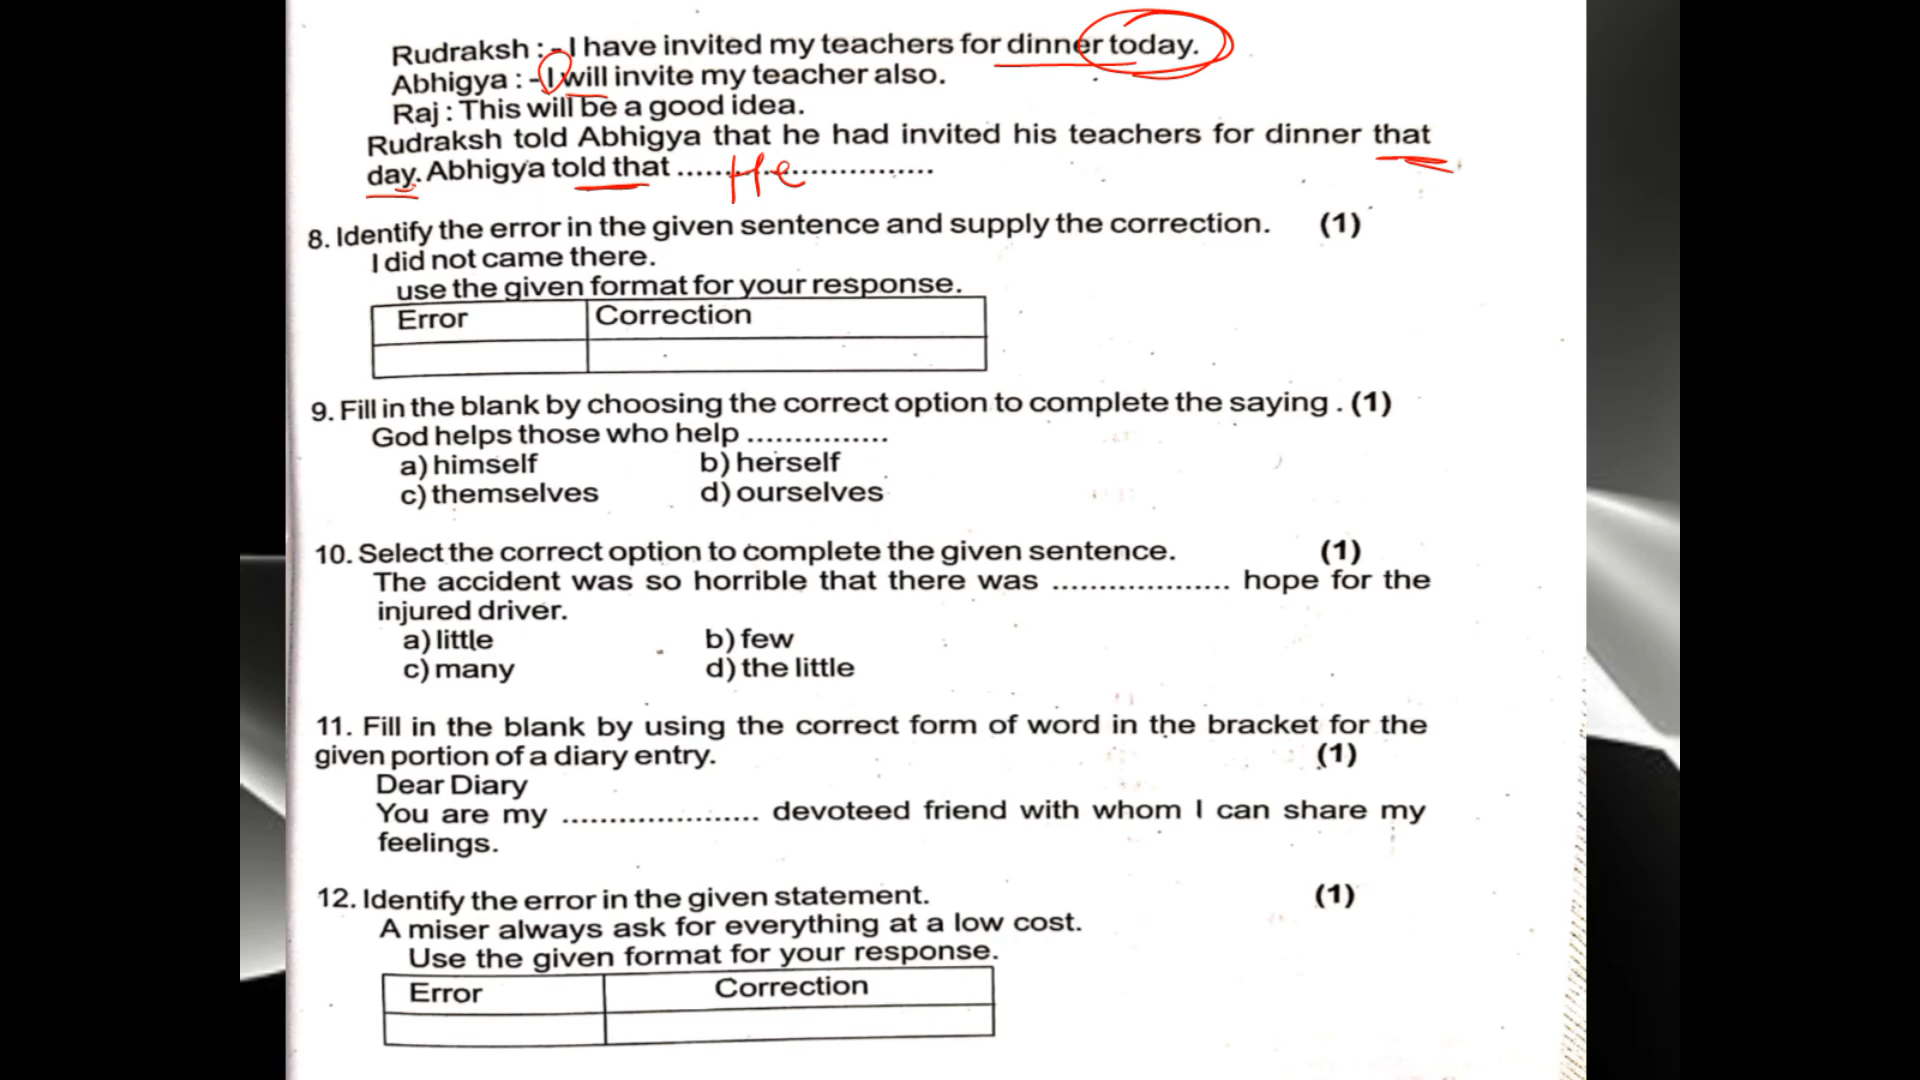 Rudraksh : - I have invited my teachers for dinner today.
Abhigya : - I will invite my teacher also.
Raj : This will be a good idea.
Rudraksh told Abhigya that he had invited his teachers for dinner that
day. Abhigya told that ........He..................
8. Identify the error in the given sentence and supply the correction. (1)
I did not came there.
use the given format for your response.
Error Correction
9. Fill in the blank by choosing the correct option to complete the saying . (1)
God helps those who help ...............
a) himself b) herself
c) themselves d) ourselves
10. Select the correct option to complete the given sentence. (1)
The accident was so horrible that there was ................... hope for the
injured driver.
a) little b) few
c) many d) the little
11. Fill in the blank by using the correct form of word in the bracket for the
given portion of a diary entry. (1)
Dear Diary
You are my ..................... devoteed friend with whom I can share my
feelings.
12. Identify the error in the given statement. (1)
A miser always ask for everything at a low cost.
Use the given format for your response.
Error Correction